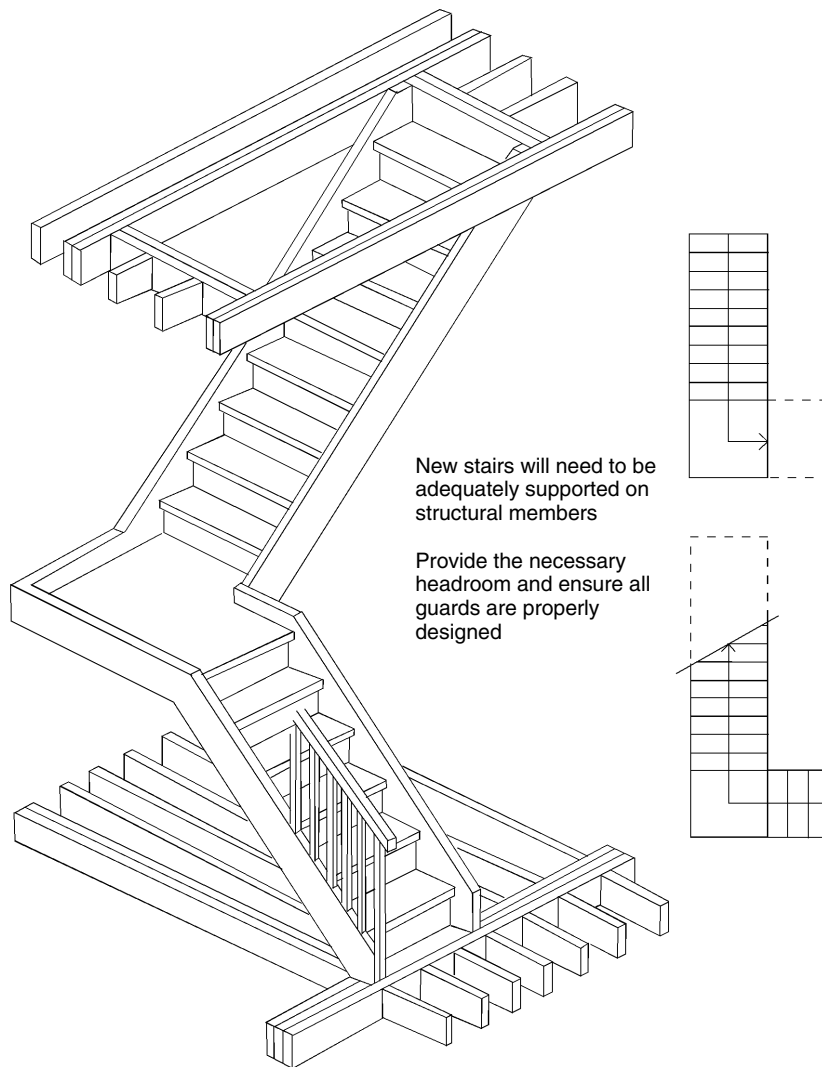 New stairs will need to be
adequately supported on
structural members
Provide the necessary
headroom and ensure all
guards are properly
designed